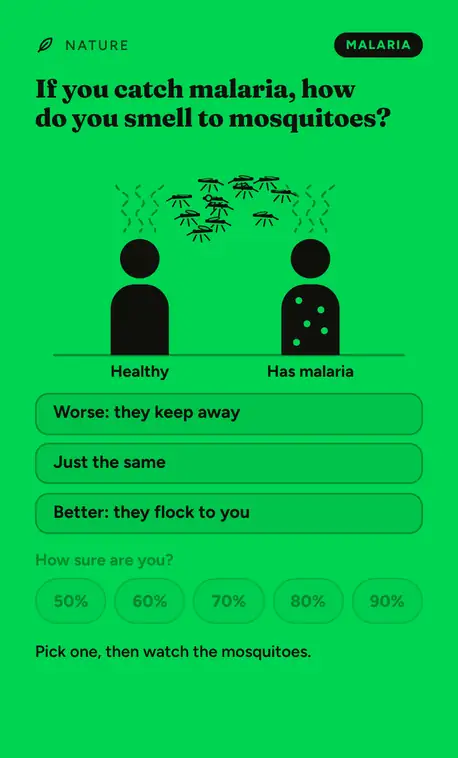 NATURE
MALARIA
If you catch malaria, how
do you smell to mosquitoes?
Healthy
Has malaria
Worse: they keep away
Just the same
Better: they flock to you
How sure are you?
50%
60%
70%
80%
90%
Pick one, then watch the mosquitoes.